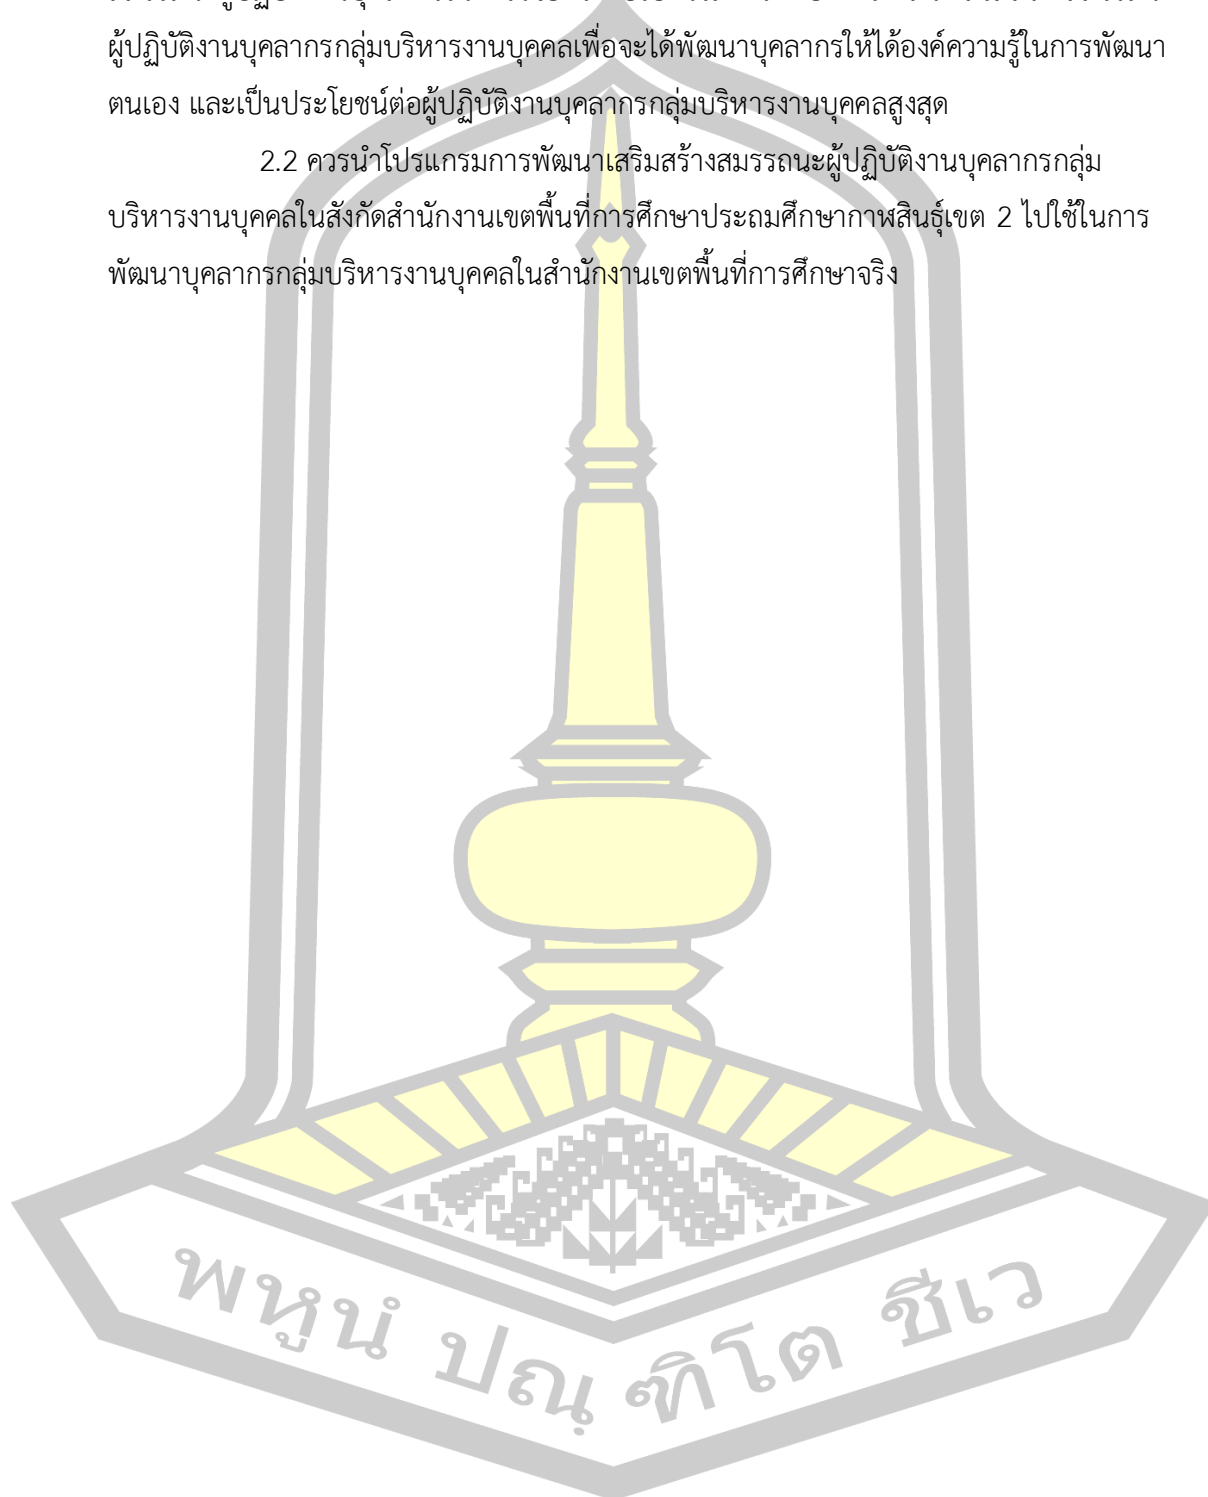 ผู้ปฏิบัติงานบุคลากรกลุ่มบริหารงานบุคคลเพื่อจะได้พัฒนาบุคลากรให้ได้องค์ความรู้ในการพัฒนา
ตนเอง และเป็นประโยชน์ต่อผู้ปฏิบัติงานบุคลากรกลุ่มบริหารงานบุคคลสูงสุด
2.2 ควรนำโปรแกรมการพัฒนาเสริมสร้างสมรรถนะผู้ปฏิบัติงานบุคลากรกลุ่ม
บริหารงานบุคคลในสังกัดสำนักงานเขตพื้นที่การศึกษาประถมศึกษากาฬสินธุ์เขต 2 ไปใช้ในการ
พัฒนาบุคลากรกลุ่มบริหารงานบุคคลในสำนักงานเขตพื้นที่การศึกษาจริง
พหูนํ ปณฺ ฑิโต ชีเว